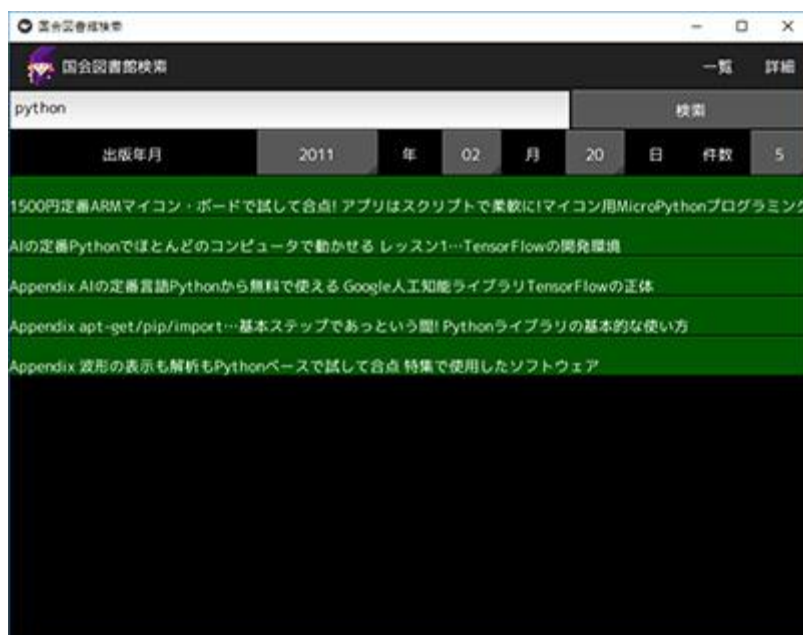 国会図書館検索
国会図書館検索 一覧 詳細
python 検索
出版年月 2011 年 02 月 20 日 件数 5
1500円定番ARMマイコン・ボードで試して合点! アプリはスクリプトで柔軟に!マイコン用MicroPythonプログラミング
AIの定番Pythonでほとんどのコンピュータで動かせる レッスン1…TensorFlowの開発環境
Appendix AIの定番言語Pythonから無料で使える Google人工知能ライブラリTensorFlowの正体
Appendix apt-get/pip/import…基本ステップであっという間! Pythonライブラリの基本的な使い方
Appendix 波形の表示も解析もPythonベースで試して合点 特集で使用したソフトウェア